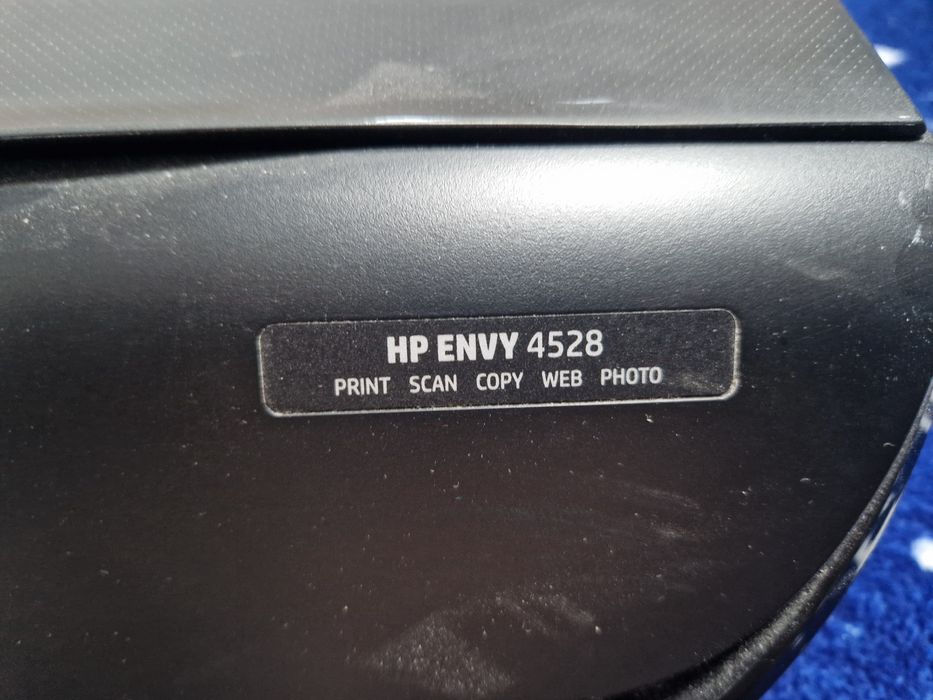 HP ENVY 4528
PRINT SCAN COPY WEB PHOTO